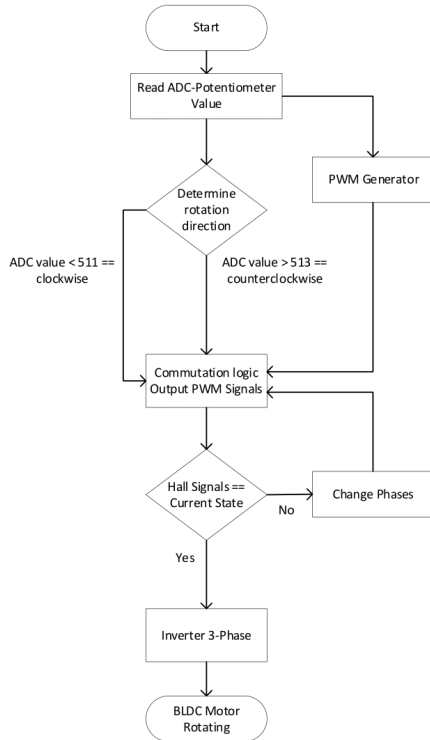 Start
Read ADC-Potentiometer
Value
PWM Generator
Determine
rotation
direction
ADC value < 511 ==
clockwise
ADC value > 513 ==
counterclockwise
Commutation logic
Output PWM Signals
Hall Signals ==
Current State
No
Change Phases
Yes
Inverter 3-Phase
BLDC Motor
Rotating